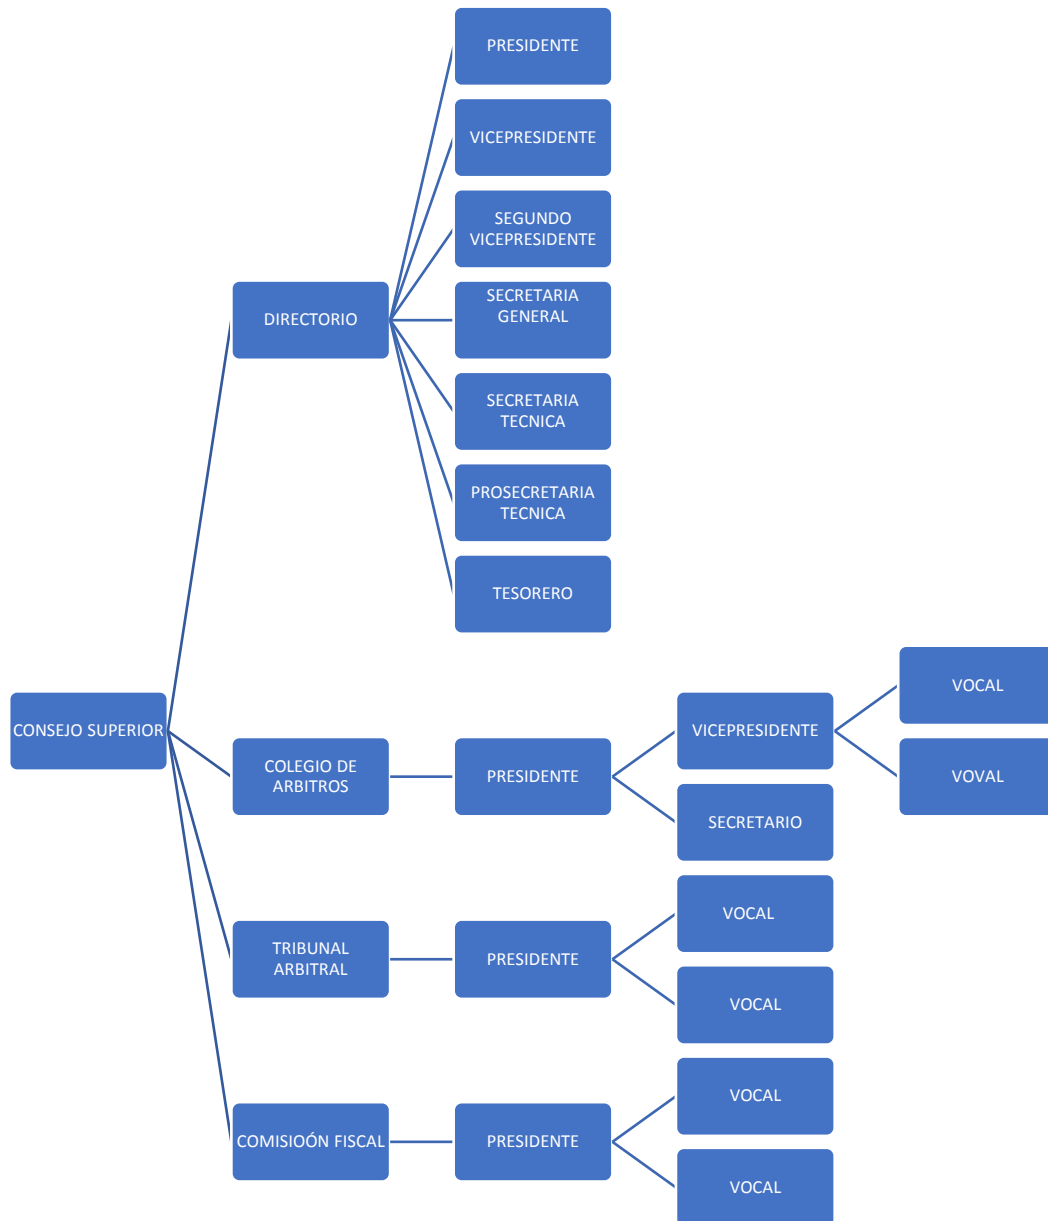 PRESIDENTE
VICEPRESIDENTE
SEGUNDO
VICEPRESIDENTE
SECRETARIA
GENERAL
DIRECTORIO
SECRETARIA
TECNICA
PROSECRETARIA
TECNICA
TESORERO
CONSEJO SUPERIOR
COLEGIO DE
ARBITROS
PRESIDENTE
VICEPRESIDENTE
VOCAL
VOVAL
SECRETARIO
TRIBUNAL
ARBITRAL
PRESIDENTE
VOCAL
VOCAL
COMISIOÓN FISCAL
PRESIDENTE
VOCAL
VOCAL